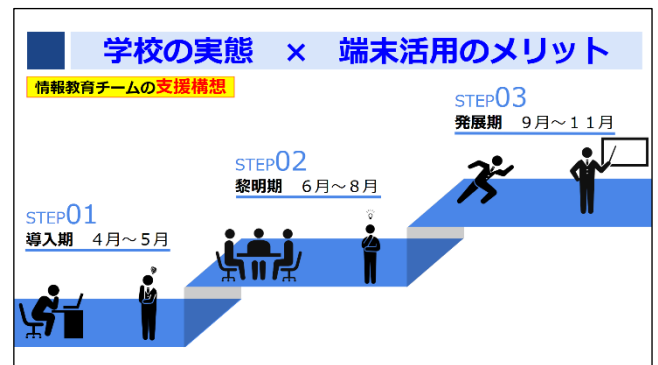 学校の実態 × 端末活用のメリット
情報教育チームの支援構想
STEP03
発展期 9月～11月
STEP02
黎明期 6月～8月
STEP01
導入期 4月～5月